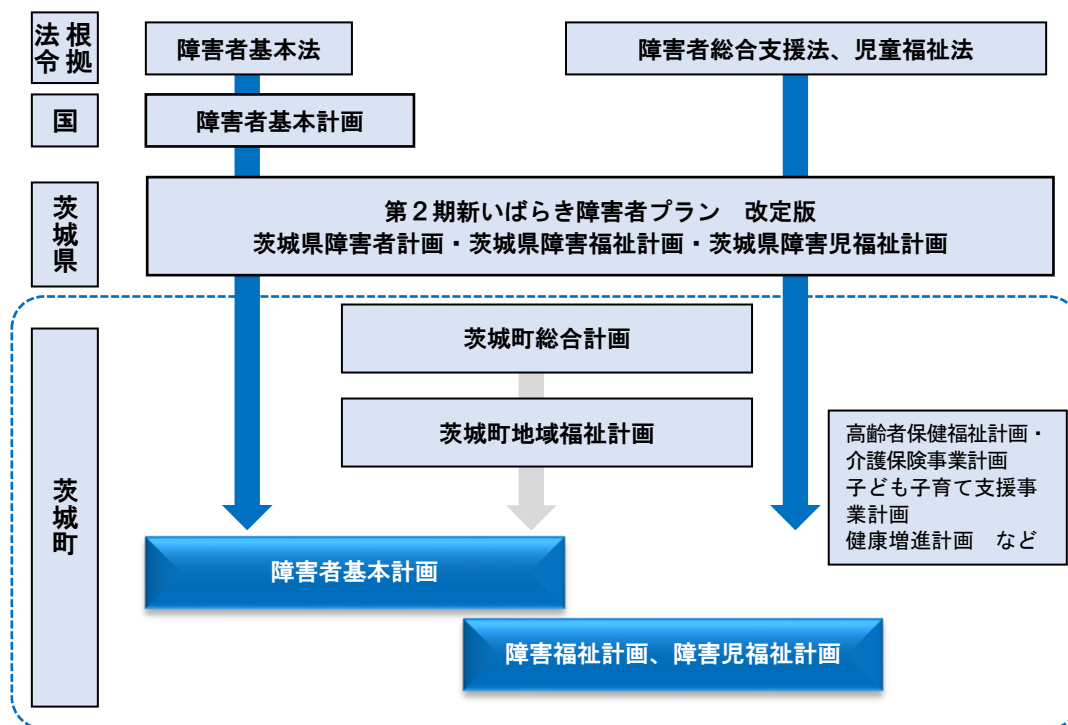 根拠
法令
障害者基本法
障害者総合支援法、児童福祉法
国
障害者基本計画
茨城県
第２期新いばらき障害者プラン　改定版
茨城県障害者計画・茨城県障害福祉計画・茨城県障害児福祉計画
茨城町
茨城町総合計画
茨城町地域福祉計画
高齢者保健福祉計画・
介護保険事業計画
子ども子育て支援事
業計画
健康増進計画　など
障害者基本計画
障害福祉計画、障害児福祉計画